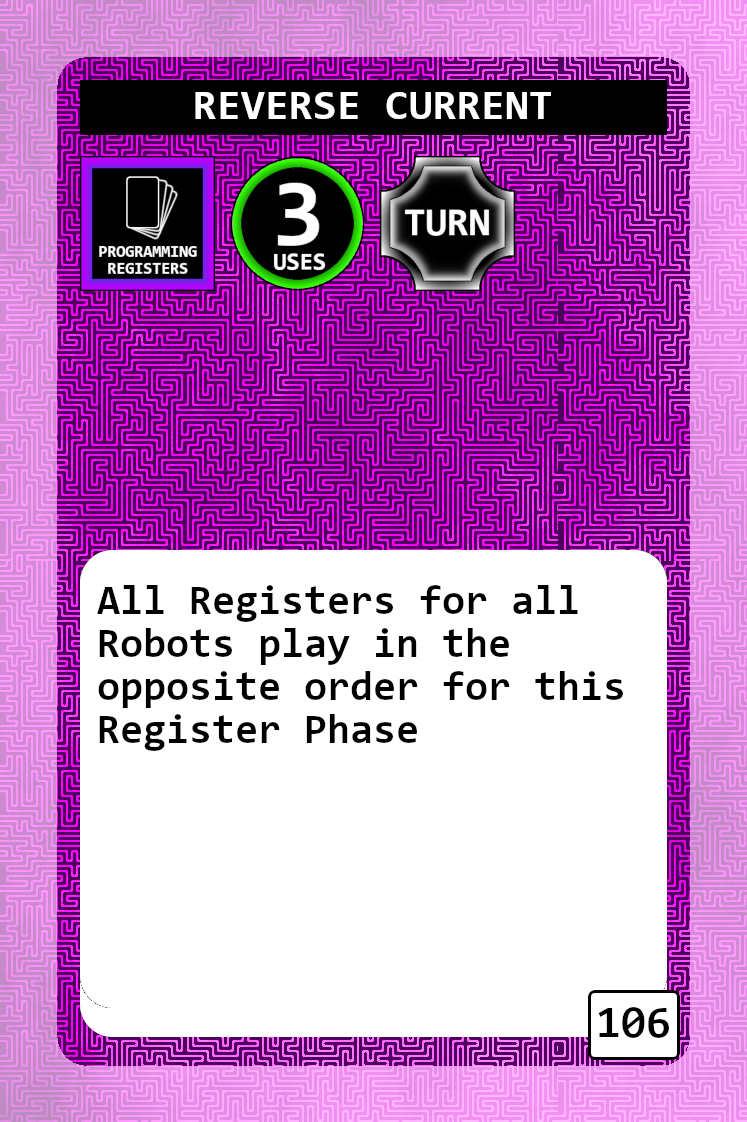 REVERSE CURRENT
PROGRAMMING
REGISTERS
3
USES
TURN
All Registers for all
Robots play in the
opposite order for this
Register Phase
106